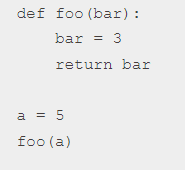 def foo(bar):
    bar = 3
    return bar

a = 5
foo(a)